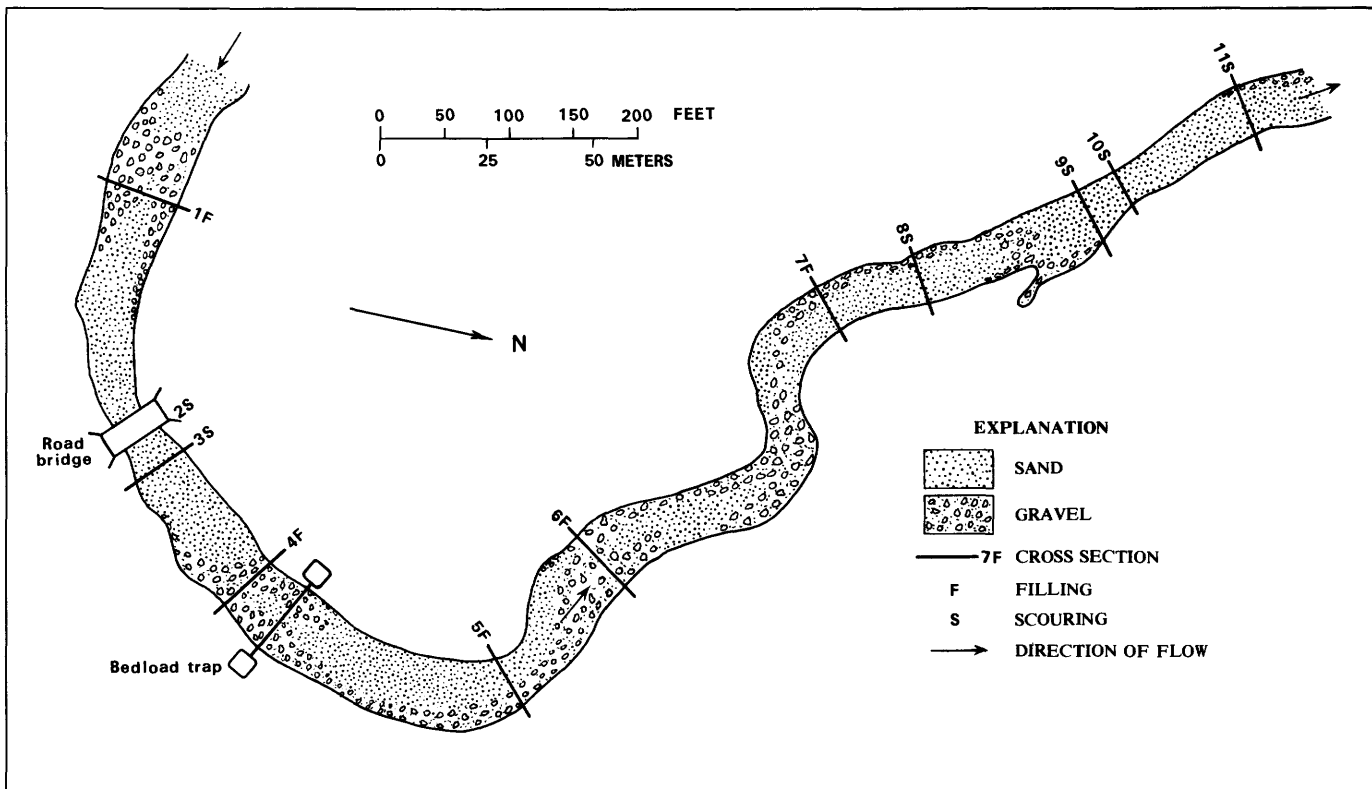 0 50 100 150 200 FEET
0 25 50 METERS
1F
2S
3S
Road
bridge
4F
Bedload trap
5F
6F
7F
8S
9S
10S
11S
N
EXPLANATION
SAND
GRAVEL
7F CROSS SECTION
F FILLING
S SCOURING
DIRECTION OF FLOW